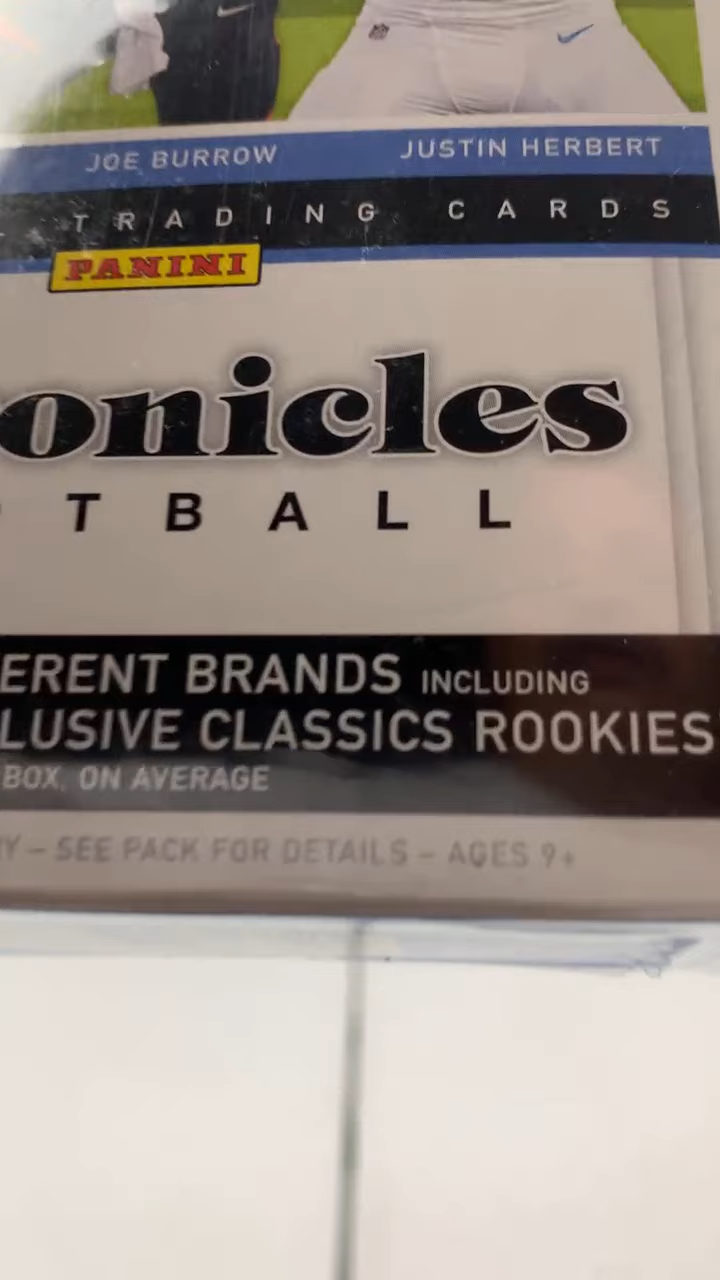 JOE BURROW JUSTIN HERBERT
TRADING CARDS
PANINI
onicles
TBALL
ERENT BRANDS INCLUDING
LUSIVE CLASSICS ROOKIES
BOX, ON AVERAGE
Y – SEE PACK FOR DETAILS – AGES 9+